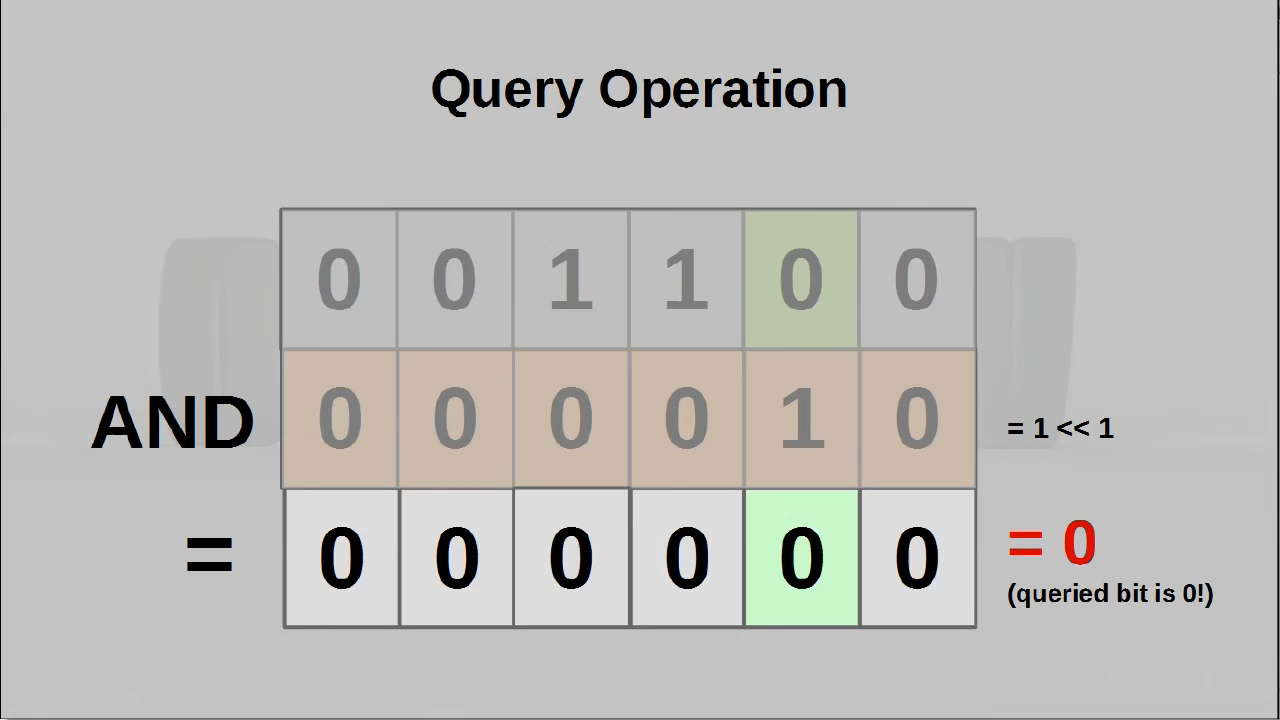 Query Operation
0 0 1 1 0 0
AND 0 0 0 0 1 0 = 1 << 1
= 0 0 0 0 0 0 = 0
(queried bit is 0!)